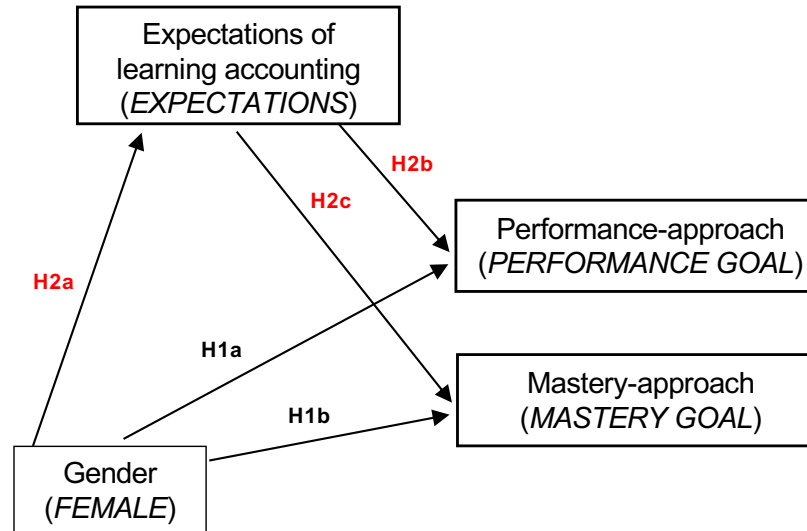 Expectations of
learning accounting
(EXPECTATIONS)
H2b
H2c
Performance-approach
(PERFORMANCE GOAL)
H2a
H1a
Mastery-approach
(MASTERY GOAL)
H1b
Gender
(FEMALE)